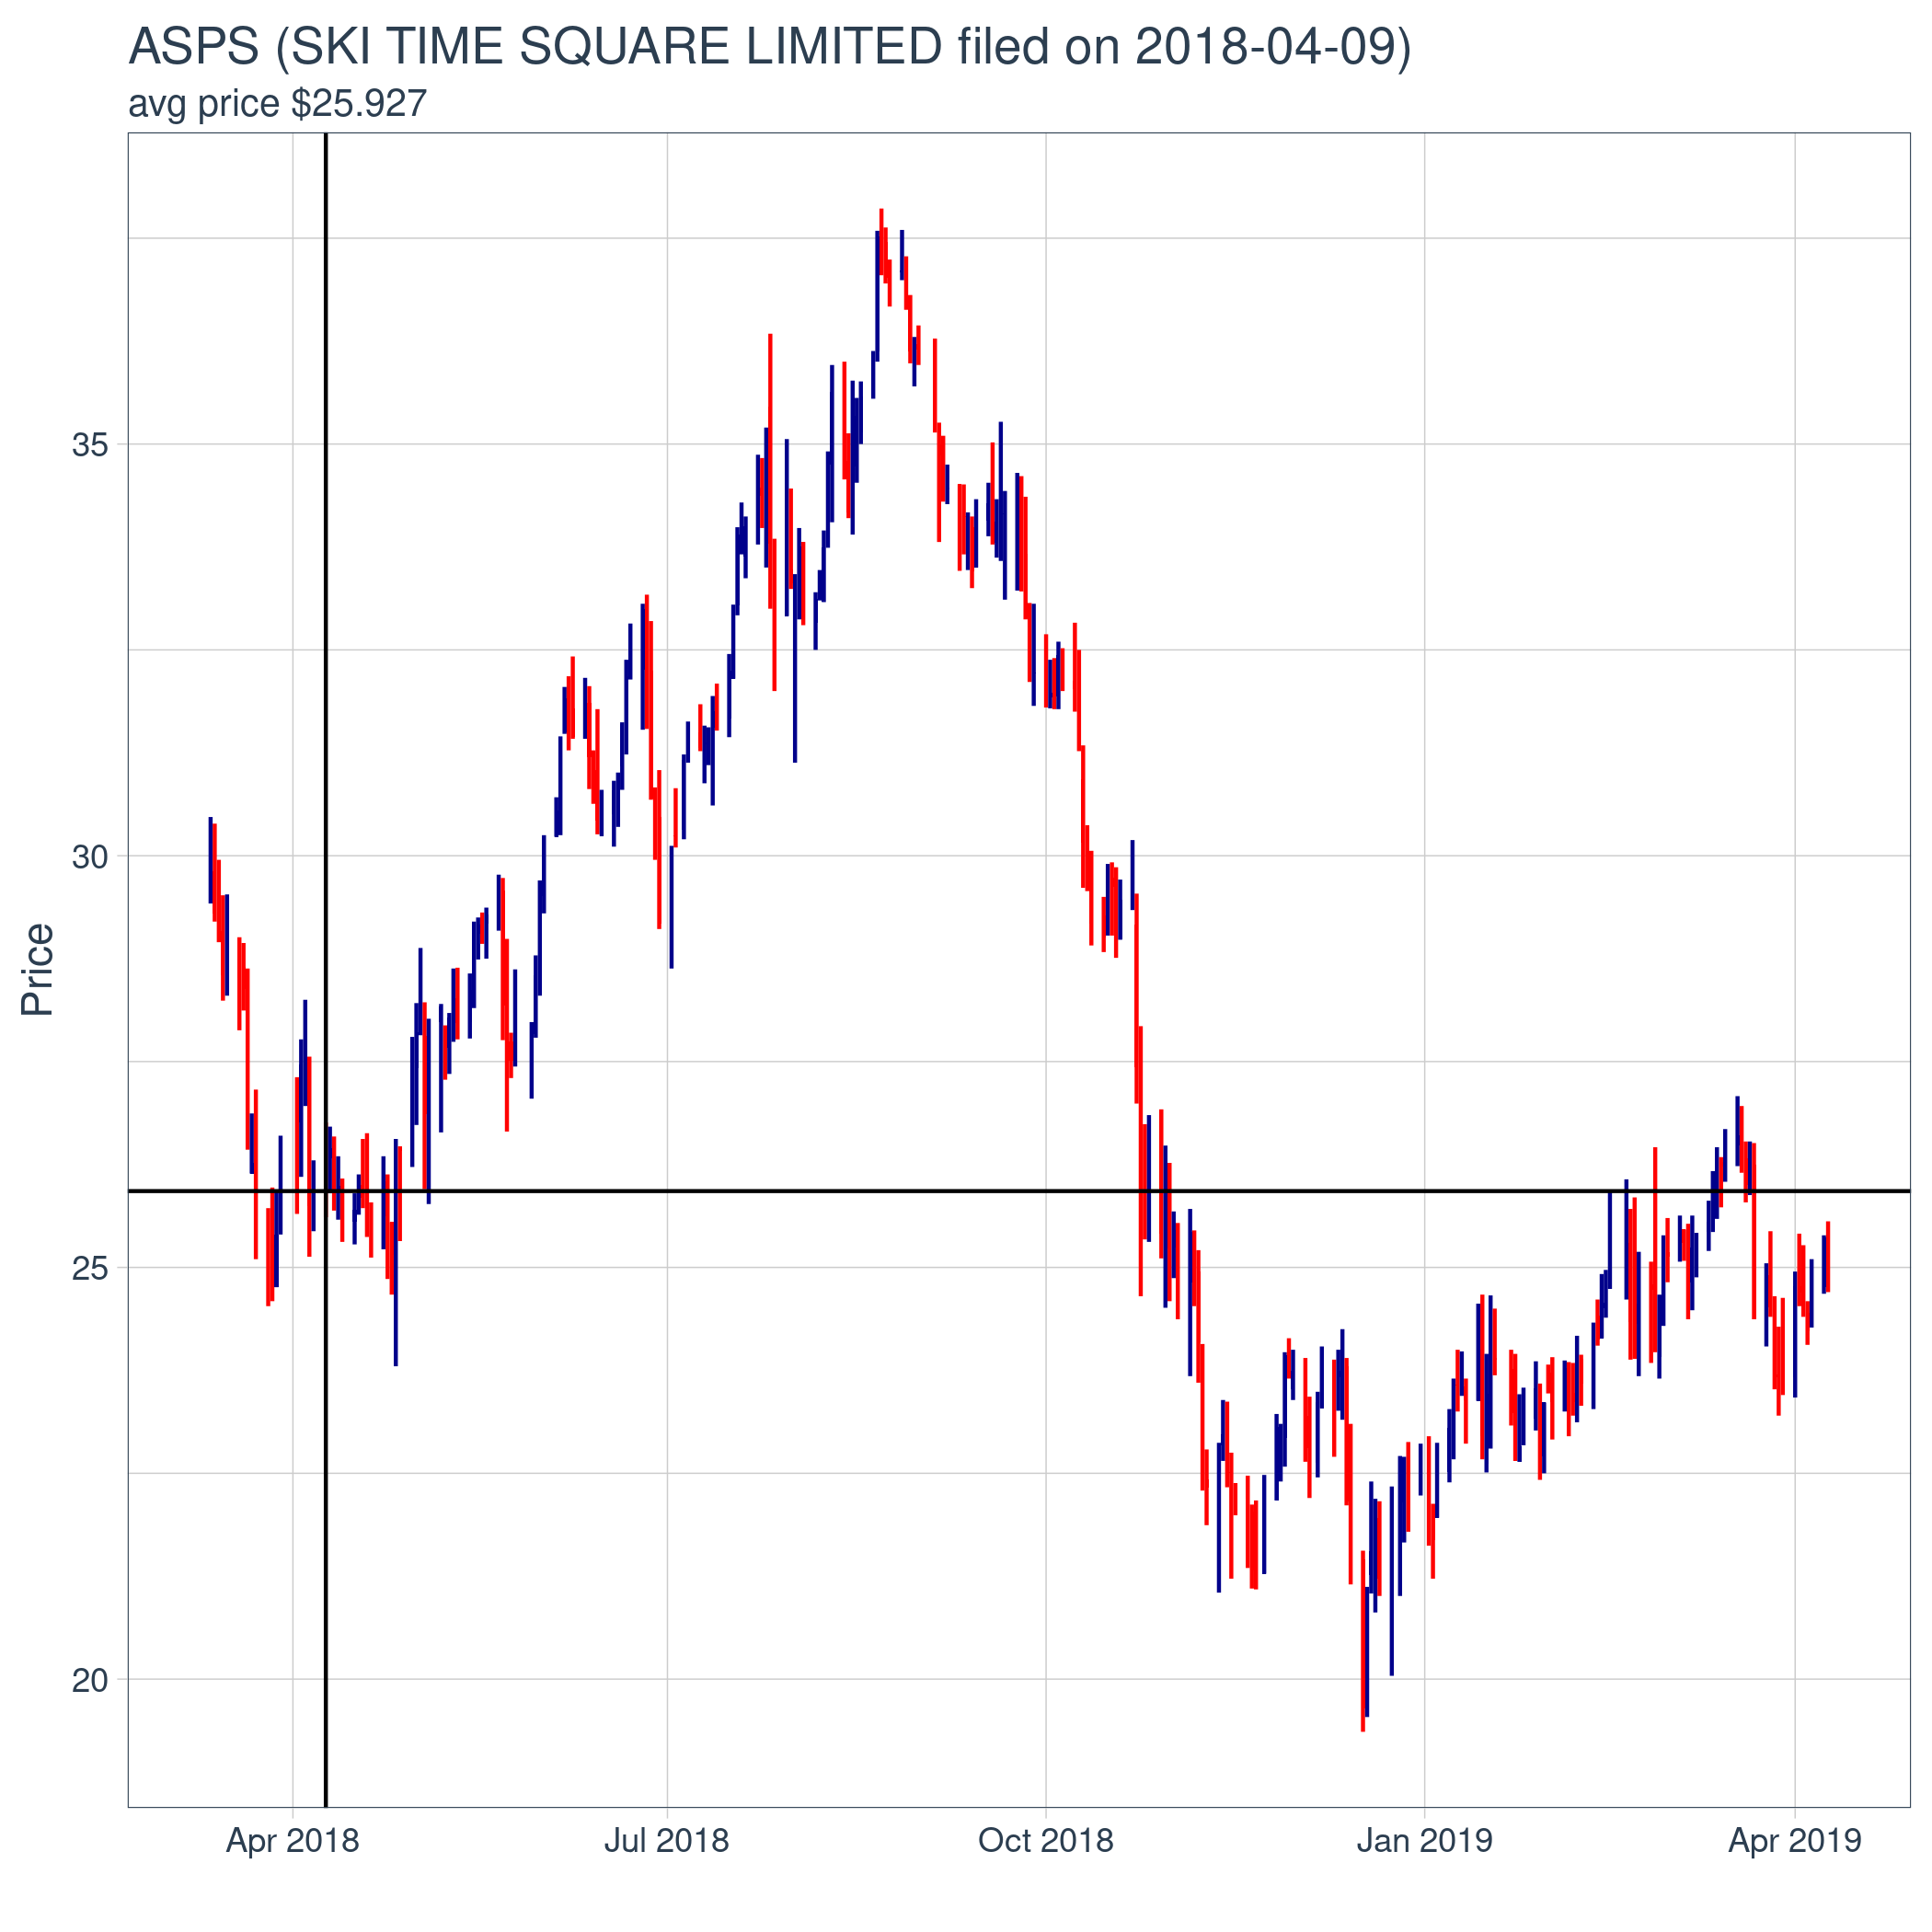 ASPS (SKI TIME SQUARE LIMITED filed on 2018-04-09)
avg price $25.927
35
30
Price
25
20
Apr 2018
Jul 2018
Oct 2018
Jan 2019
Apr 2019